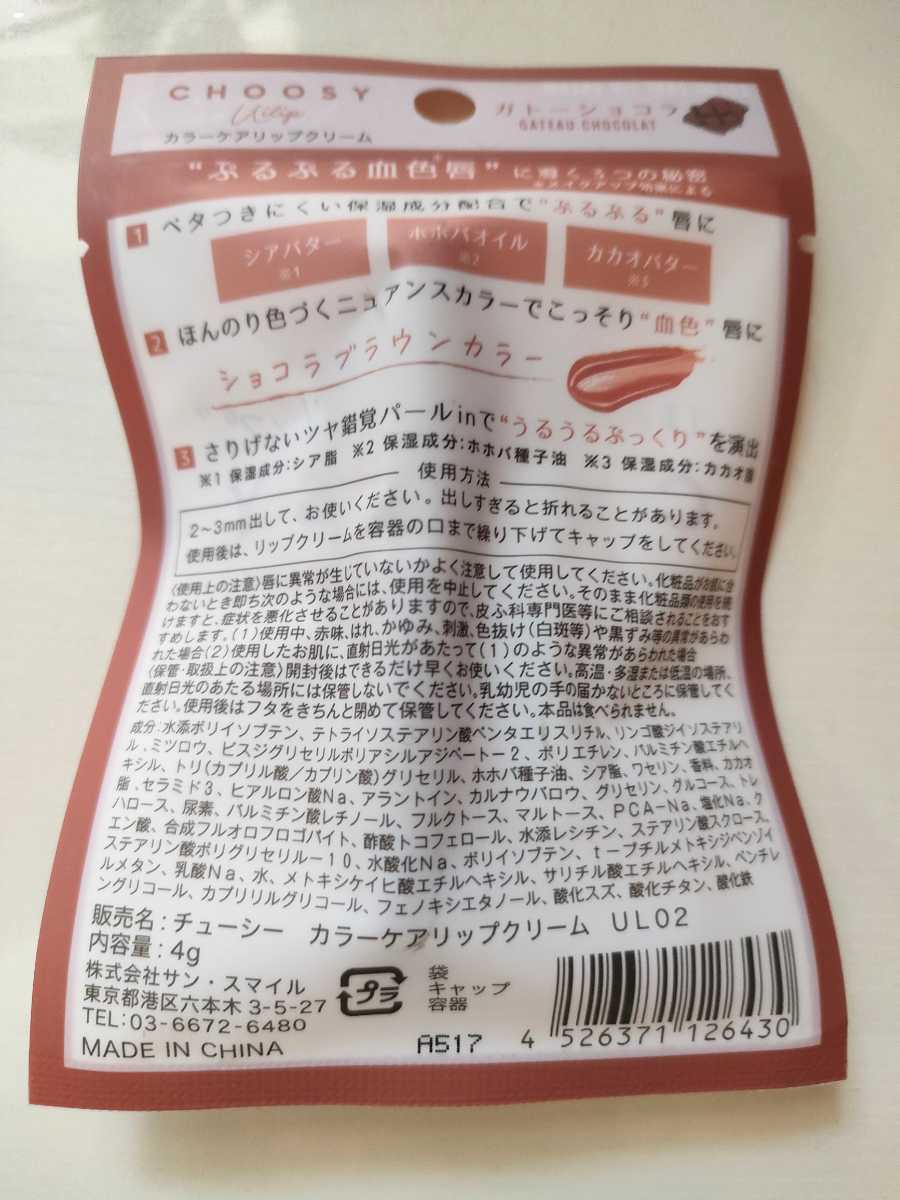 CHOOSY
Uilip
カラーケアリップクリーム
ガトーショコラ
GATEAU CHOCOLAT
“ぷるぷる血色*唇”に導く3つの秘密
*メイクアップ効果による
1 ベタつきにくい保湿成分配合で“ぷるぷる”唇に
シアバター
※1
ホホバオイル
※2
カカオバター
※3
2 ほんのり色づくニュアンスカラーでこっそり“血色”唇に
ショコラブラウンカラー
3 さりげないツヤ錯覚パールinで“うるうるぷっくり”を演出
※1 保湿成分:シア脂 ※2 保湿成分:ホホバ種子油 ※3 保湿成分:カカオ脂
使用方法
2~3mm出して、お使いください。出しすぎると折れることがあります。
使用後は、リップクリームを容器の口まで繰り下げてキャップをしてください。
〈使用上の注意〉唇に異常が生じていないかよく注意して使用してください。化粧品がお肌に合
わないとき即ち次のような場合には、使用を中止してください。そのまま化粧品類の使用を続
けますと、症状を悪化させることがありますので、皮ふ科専門医等にご相談されることをおす
すめします。(1)使用中、赤味、はれ、かゆみ、刺激、色抜け(白斑等)や黒ずみ等の異常があらわ
れた場合(2)使用したお肌に、直射日光があたって(1)のような異常があらわれた場合
〈保管・取扱上の注意〉開封後はできるだけ早くお使いください。高温・多湿または低温の場所、
直射日光のあたる場所には保管しないでください。乳幼児の手の届かないところに保管してく
ださい。使用後はフタをきちんと閉めて保管してください。本品は食べられません。
成分:水添ポリイソブテン、テトライソステアリン酸ペンタエリスリチル、リンゴ酸ジイソステアリ
ル、ミツロウ、ビスジグリセリルポリアシルアジペート-2、ポリエチレン、パルミチン酸エチルヘ
キシル、トリ(カプリル酸/カプリン酸)グリセリル、ホホバ種子油、シア脂、ワセリン、香料、カカオ
脂、セラミド3、ヒアルロン酸Na、アラントイン、カルナウバロウ、グリセリン、グルコース、トレ
ハロース、尿素、パルミチン酸レチノール、フルクトース、マルトース、PCA-Na、塩化Na、ク
エン酸、合成フルオロフロゴパイト、酢酸トコフェロール、水添レシチン、ステアリン酸スクロース、
ステアリン酸ポリグリセリル-10、水酸化Na、ポリイソブテン、t-ブチルメトキシジベンゾイ
ルメタン、乳酸Na、水、メトキシケイヒ酸エチルヘキシル、サリチル酸エチルヘキシル、ペンチレ
ングリコール、カプリリルグリコール、フェノキシエタノール、酸化スズ、酸化チタン、酸化鉄
販売名:チューシー カラーケアリップクリーム UL02
内容量:4g
株式会社サン・スマイル
東京都港区六本木 3-5-27
TEL:03-6672-6480
MADE IN CHINA
プラ
袋
キャップ
容器
A517
4 526371 126430